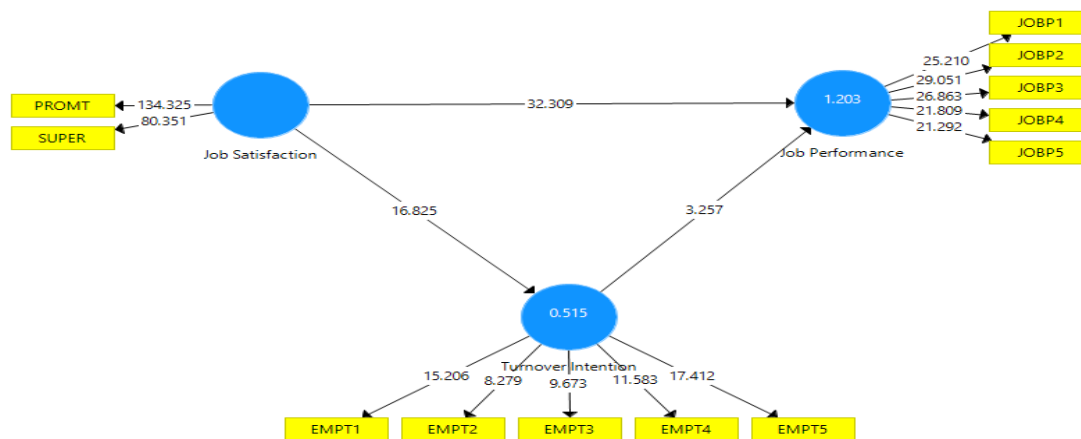 JOBP1
25.210
JOBP2
29.051
1.203
26.863
JOBP3
PROMT
134.325
32.309
21.809
80.351
JOBP4
21.292
SUPER
Job Satisfaction
Job Performance
JOBP5
16.825
3.257
0.515
Turnover Intention
15.206
8.279
9.673
11.583
17.412
EMPT1
EMPT2
EMPT3
EMPT4
EMPT5